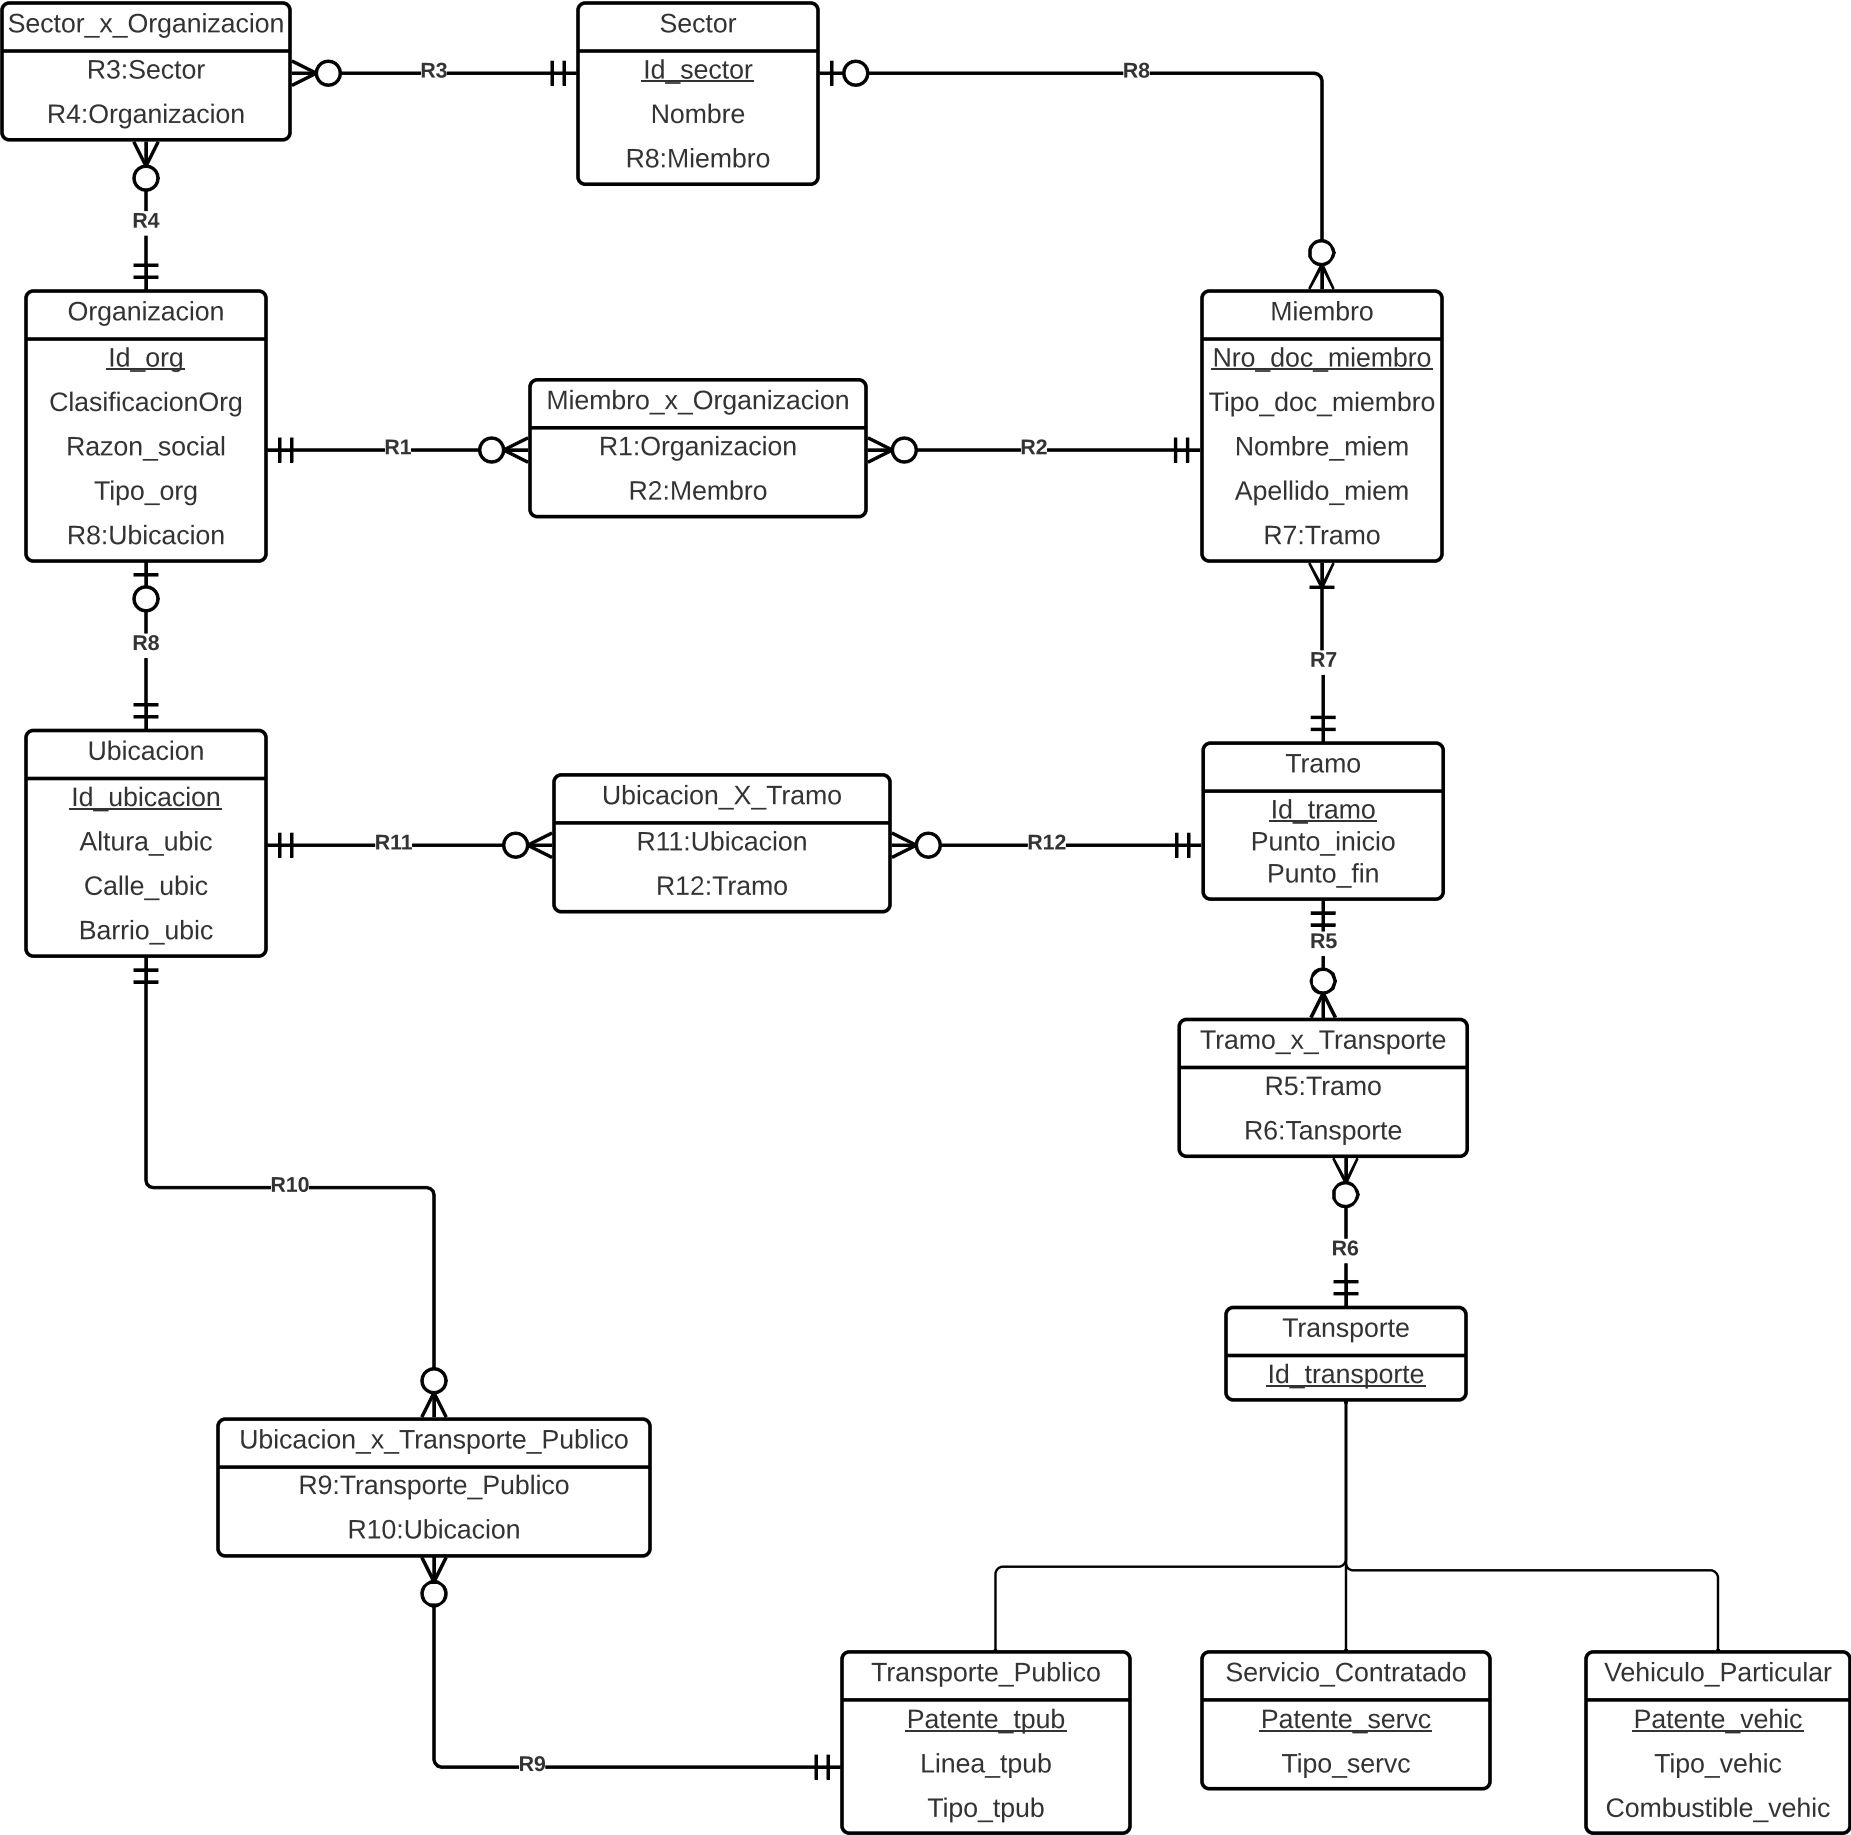 Sector_x_Organizacion
R3:Sector
R4:Organizacion
R3
Sector
Id_sector
Nombre
R8:Miembro
R8
R4
Organizacion
Id_org
ClasificacionOrg
Razon_social
Tipo_org
R8:Ubicacion
R1
Miembro_x_Organizacion
R1:Organizacion
R2:Membro
R2
Miembro
Nro_doc_miembro
Tipo_doc_miembro
Nombre_miem
Apellido_miem
R7:Tramo
R8
R7
Ubicacion
Id_ubicacion
Altura_ubic
Calle_ubic
Barrio_ubic
R11
Ubicacion_X_Tramo
R11:Ubicacion
R12:Tramo
R12
Tramo
Id_tramo
Punto_inicio
Punto_fin
R5
Tramo_x_Transporte
R5:Tramo
R6:Tansporte
R10
R6
Transporte
Id_transporte
Ubicacion_x_Transporte_Publico
R9:Transporte_Publico
R10:Ubicacion
R9
Transporte_Publico
Patente_tpub
Linea_tpub
Tipo_tpub
Servicio_Contratado
Patente_servc
Tipo_servc
Vehiculo_Particular
Patente_vehic
Tipo_vehic
Combustible_vehic